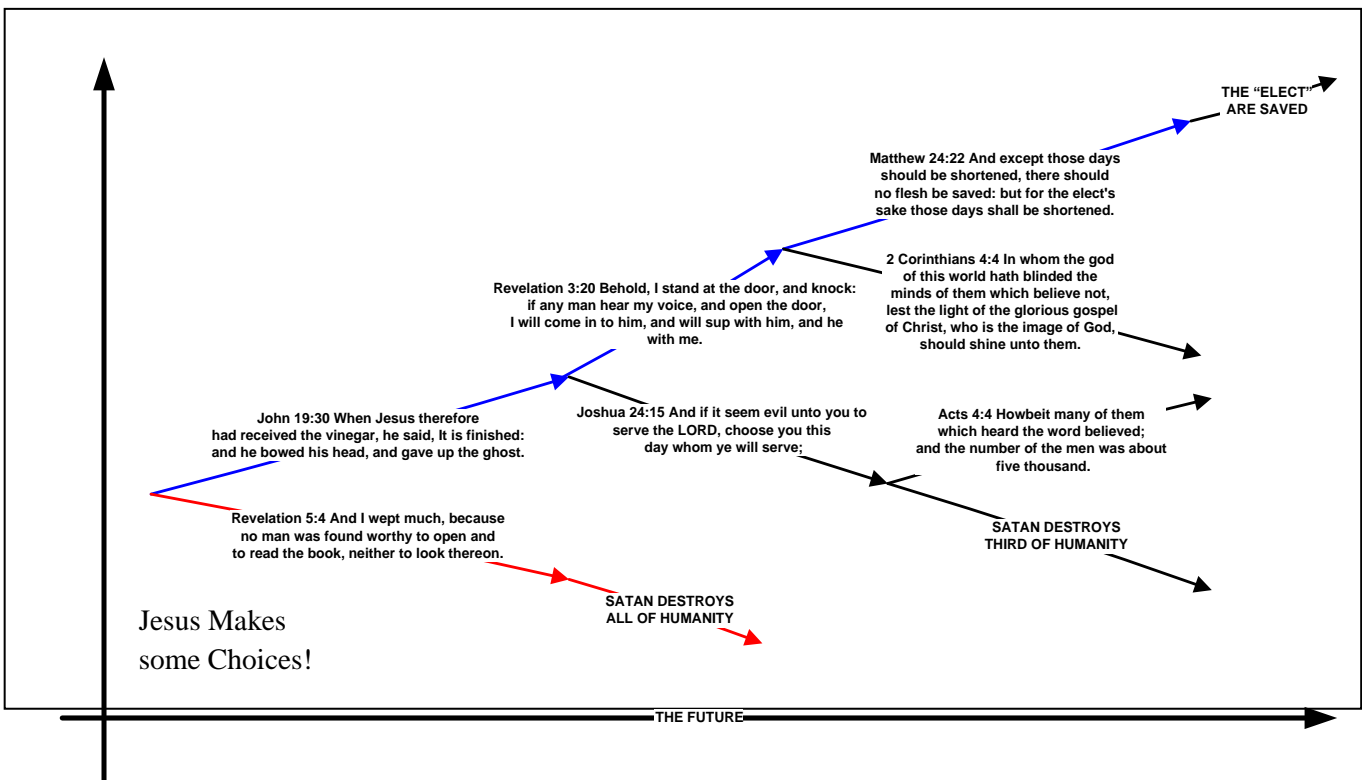 THE “ELECT”
ARE SAVED
Matthew 24:22 And except those days
should be shortened, there should
no flesh be saved: but for the elect's
sake those days shall be shortened.
2 Corinthians 4:4 In whom the god
of this world hath blinded the
minds of them which believe not,
lest the light of the glorious gospel
of Christ, who is the image of God,
should shine unto them.
Revelation 3:20 Behold, I stand at the door, and knock:
if any man hear my voice, and open the door,
I will come in to him, and will sup with him, and he
with me.
John 19:30 When Jesus therefore
had received the vinegar, he said, It is finished:
and he bowed his head, and gave up the ghost.
Joshua 24:15 And if it seem evil unto you to
serve the LORD, choose you this
day whom ye will serve;
Acts 4:4 Howbeit many of them
which heard the word believed;
and the number of the men was about
five thousand.
Revelation 5:4 And I wept much, because
no man was found worthy to open and
to read the book, neither to look thereon.
SATAN DESTROYS
THIRD OF HUMANITY
SATAN DESTROYS
ALL OF HUMANITY
Jesus Makes
some Choices!
THE FUTURE